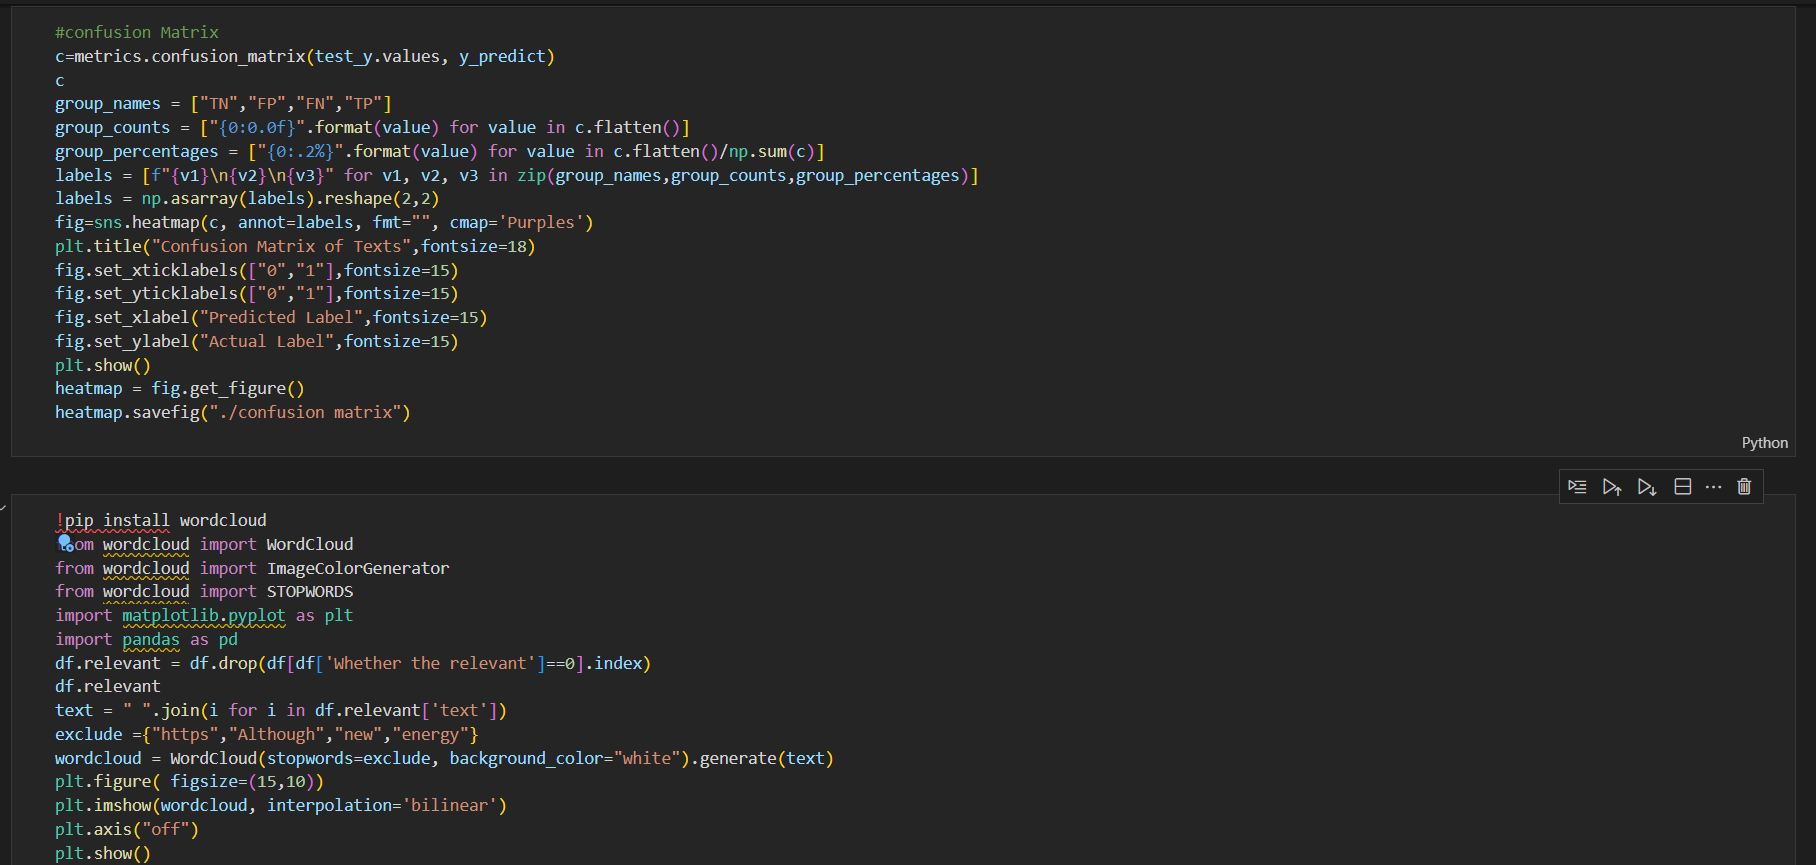 #confusion Matrix
c=metrics.confusion_matrix(test_y.values, y_predict)
c
group_names = ["TN","FP","FN","TP"]
group_counts = ["{0:0.0f}".format(value) for value in c.flatten()]
group_percentages = ["{0:.2%}".format(value) for value in c.flatten()/np.sum(c)]
labels = [f"{v1}\n{v2}\n{v3}" for v1, v2, v3 in zip(group_names,group_counts,group_percentages)]
labels = np.asarray(labels).reshape(2,2)
fig=sns.heatmap(c, annot=labels, fmt="", cmap='Purples')
plt.title("Confusion Matrix of Texts",fontsize=18)
fig.set_xticklabels(["0","1"],fontsize=15)
fig.set_yticklabels(["0","1"],fontsize=15)
fig.set_xlabel("Predicted Label",fontsize=15)
fig.set_ylabel("Actual Label",fontsize=15)
plt.show()
heatmap = fig.get_figure()
heatmap.savefig("./confusion matrix")
Python
!pip install wordcloud
om wordcloud import WordCloud
from wordcloud import ImageColorGenerator
from wordcloud import STOPWORDS
import matplotlib.pyplot as plt
import pandas as pd
df.relevant = df.drop(df[df['Whether the relevant']==0].index)
df.relevant
text = " ".join(i for i in df.relevant['text'])
exclude ={"https","Although","new","energy"}
wordcloud = WordCloud(stopwords=exclude, background_color="white").generate(text)
plt.figure( figsize=(15,10))
plt.imshow(wordcloud, interpolation='bilinear')
plt.axis("off")
plt.show()